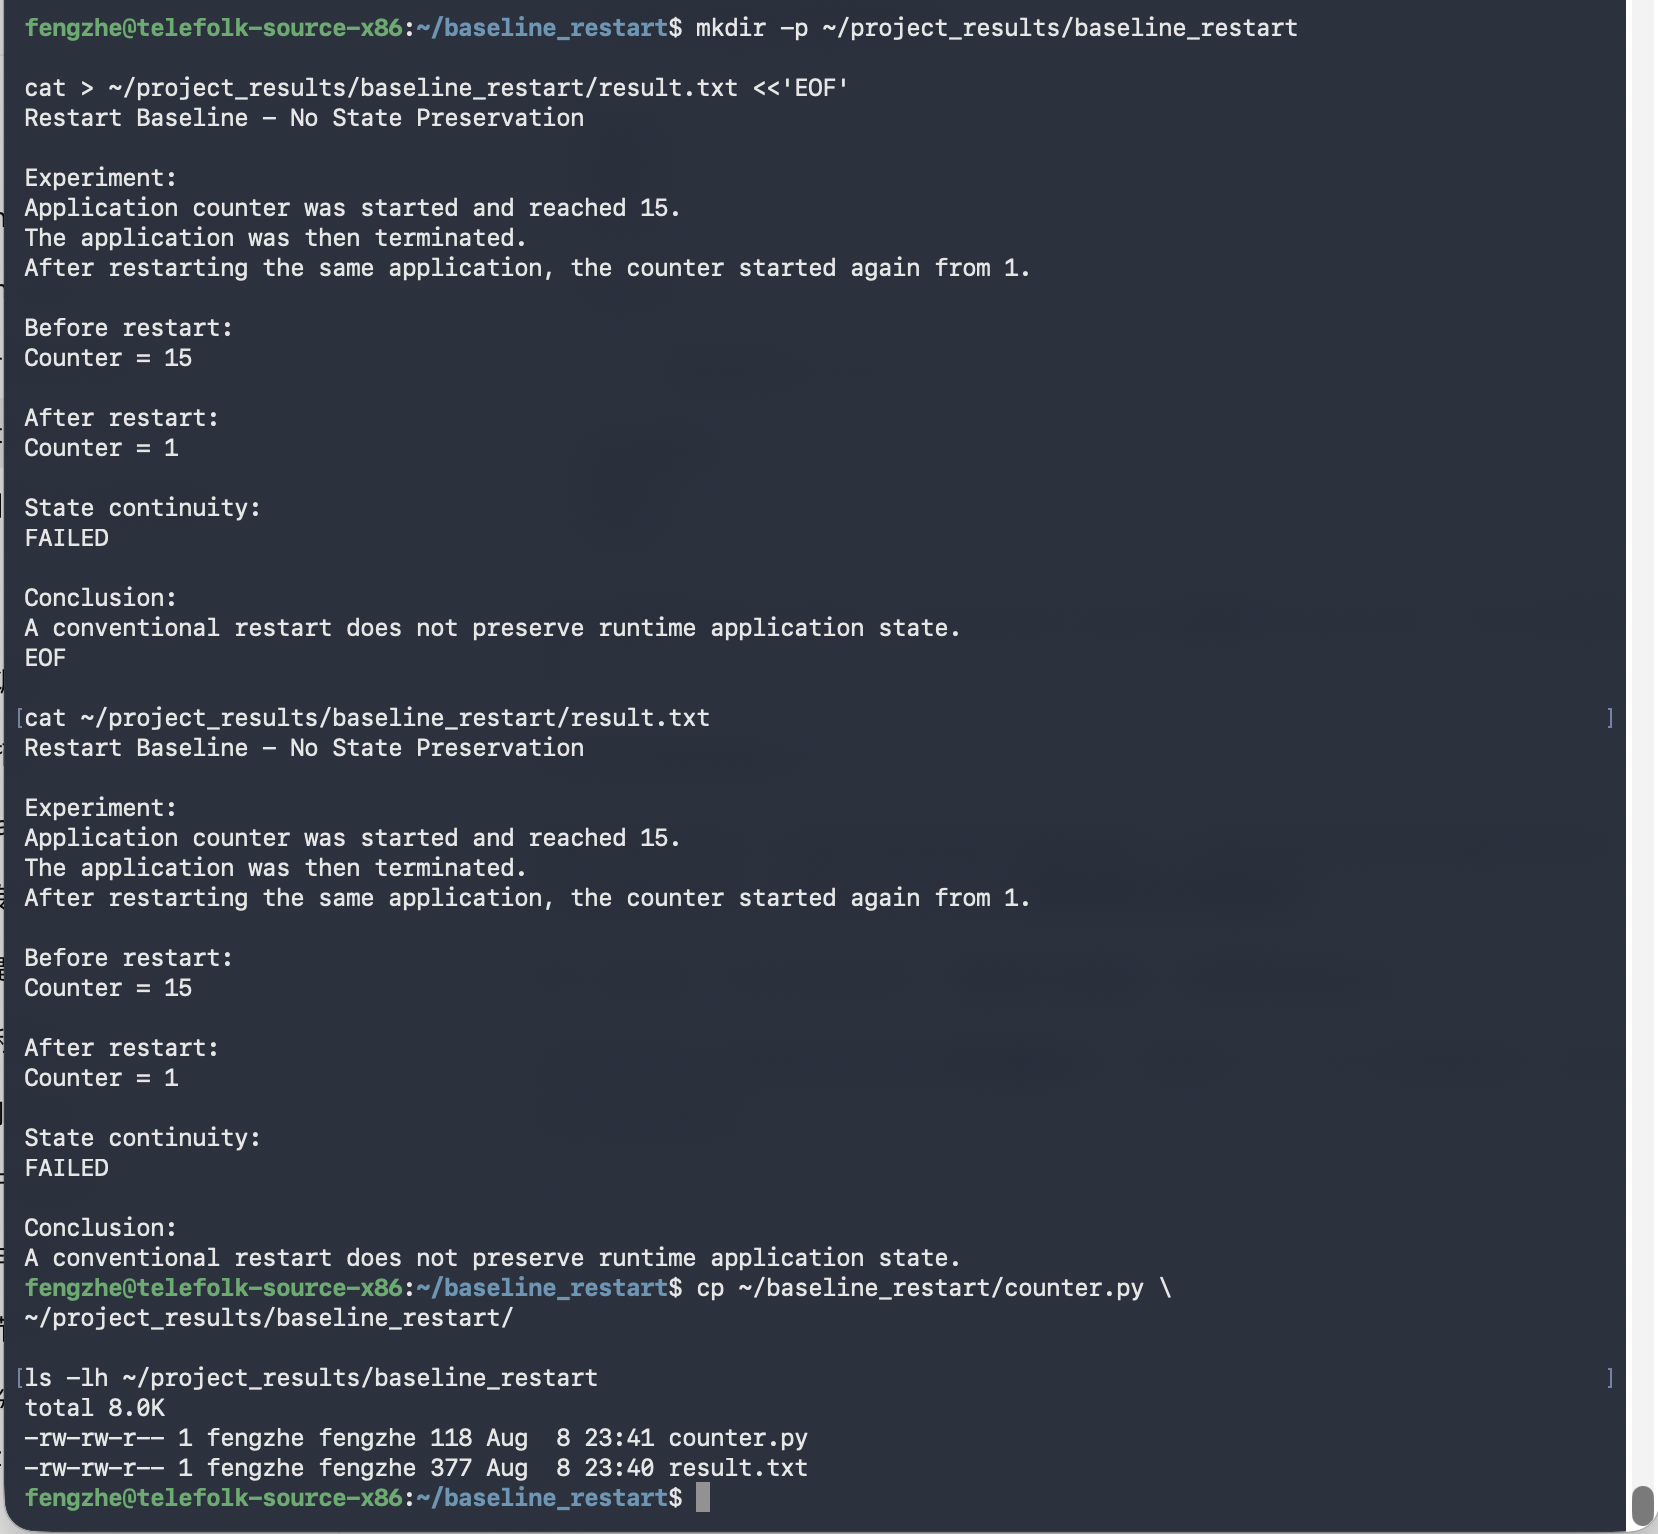 fengzhe@telefolk-source-x86:~/baseline_restart$ mkdir -p ~/project_results/baseline_restart
cat > ~/project_results/baseline_restart/result.txt <<'EOF'
Restart Baseline – No State Preservation
Experiment:
Application counter was started and reached 15.
The application was then terminated.
After restarting the same application, the counter started again from 1.
Before restart:
Counter = 15
After restart:
Counter = 1
State continuity:
FAILED
Conclusion:
A conventional restart does not preserve runtime application state.
EOF
[cat ~/project_results/baseline_restart/result.txt ]
Restart Baseline – No State Preservation
Experiment:
Application counter was started and reached 15.
The application was then terminated.
After restarting the same application, the counter started again from 1.
Before restart:
Counter = 15
After restart:
Counter = 1
State continuity:
FAILED
Conclusion:
A conventional restart does not preserve runtime application state.
fengzhe@telefolk-source-x86:~/baseline_restart$ cp ~/baseline_restart/counter.py \
~/project_results/baseline_restart/
[ls -lh ~/project_results/baseline_restart ]
total 8.0K
-rw-rw-r-- 1 fengzhe fengzhe 118 Aug  8 23:41 counter.py
-rw-rw-r-- 1 fengzhe fengzhe 377 Aug  8 23:40 result.txt
fengzhe@telefolk-source-x86:~/baseline_restart$